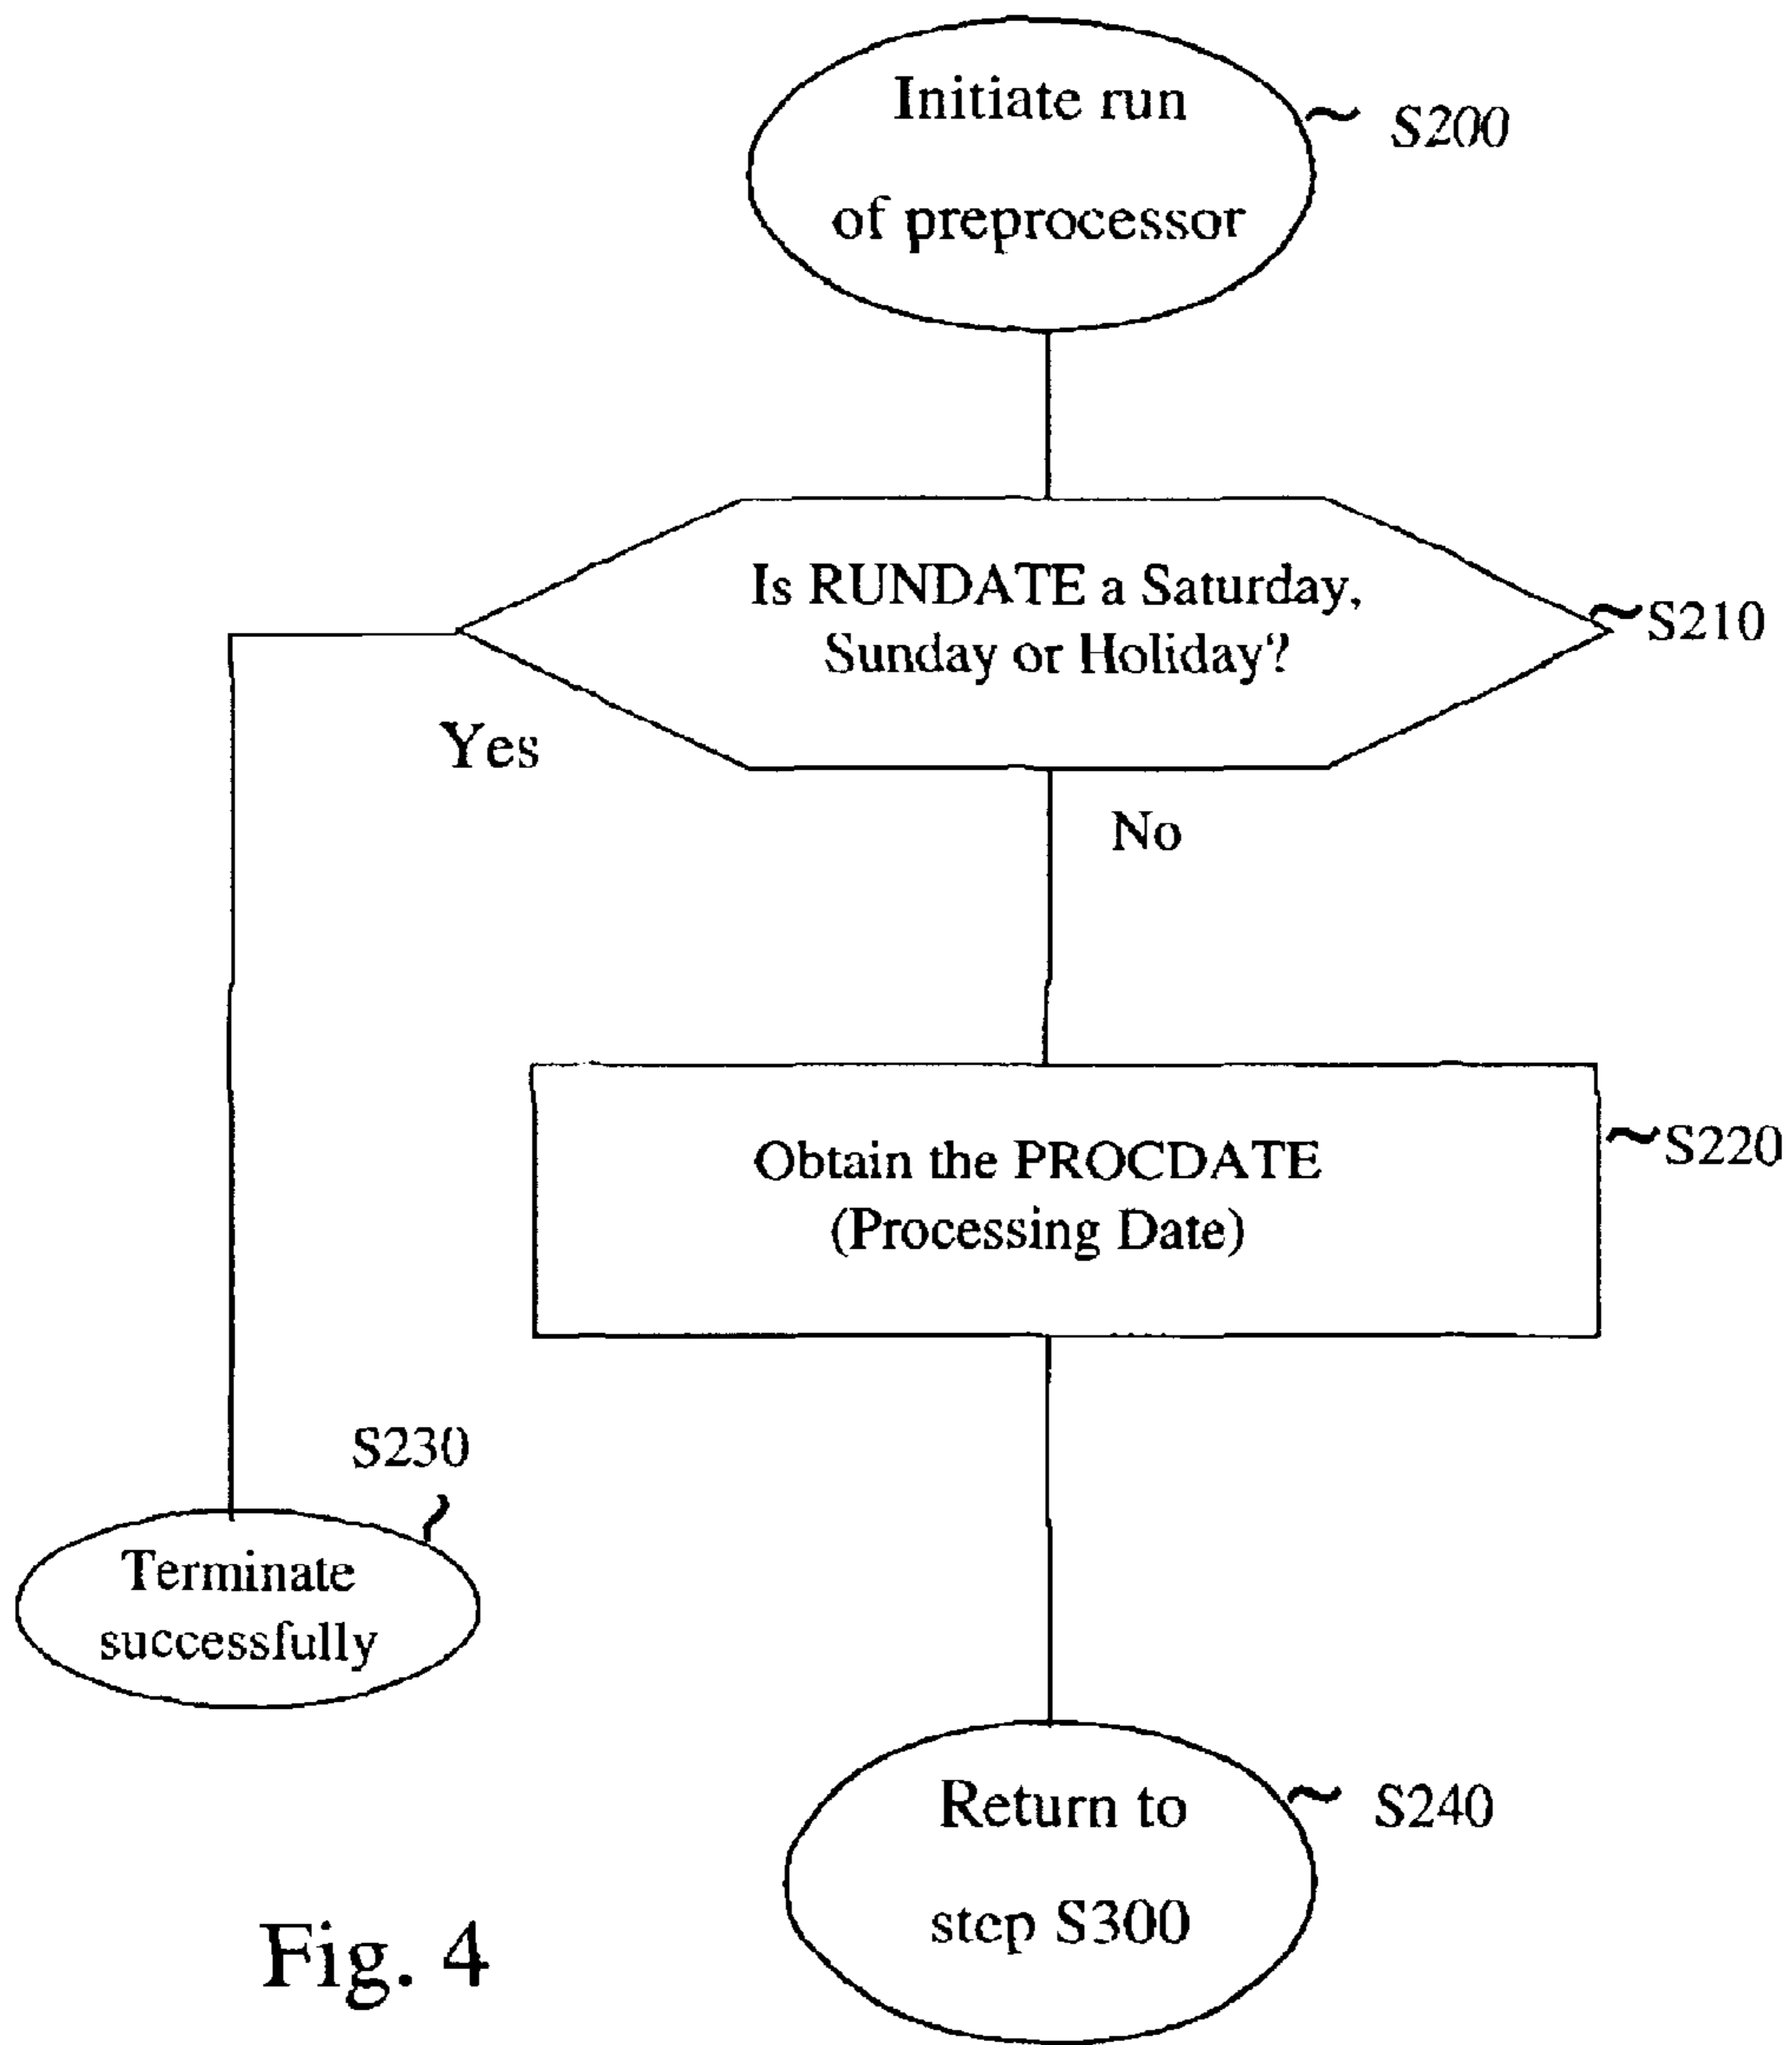 Initiate run
of preprocessor
S200
Is RUNDATE a Saturday,
Sunday or Holiday?
S210
Yes
No
Obtain the PROCDATE
(Processing Date)
S220
S230
Terminate
successfully
Return to
step S300
S240
Fig. 4